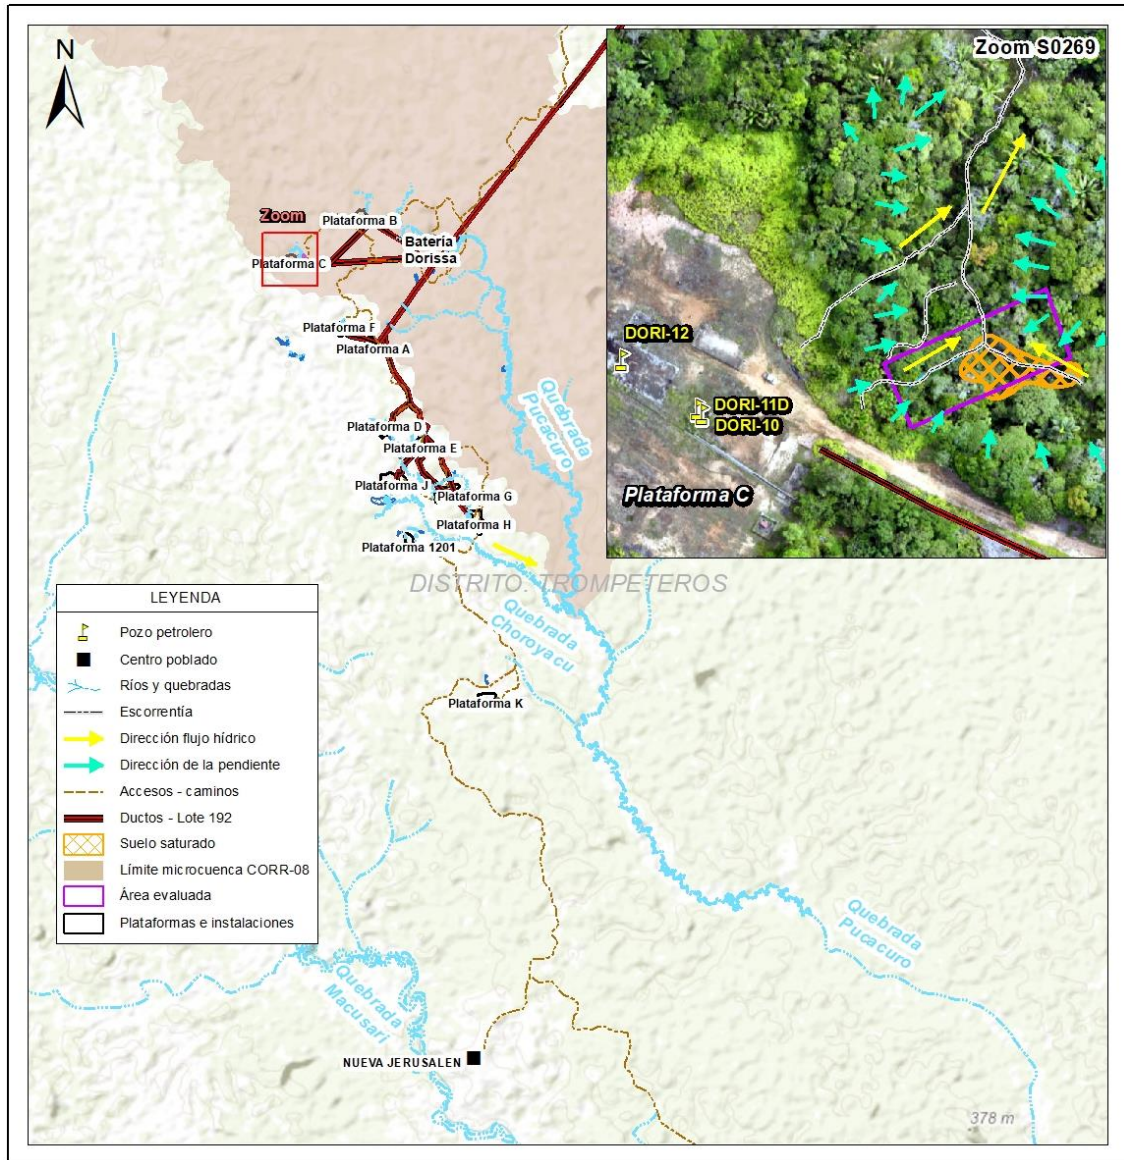 N
Zoom S0269
Zoom
Plataforma B
Batería
Dorissa
Plataforma C
DORI-12
DORI-11D
DORI-10
Plataforma C
Plataforma F
Plataforma A
Quebrada
Pucacuro
Plataforma D
Plataforma E
Plataforma J
Plataforma G
Plataforma H
Plataforma 1201
DISTRITO: TROMPETEROS
Quebrada
Choroyacu
Plataforma K
LEYENDA
Pozo petrolero
Centro poblado
Ríos y quebradas
Escorrentía
Dirección flujo hídrico
Dirección de la pendiente
Accesos - caminos
Ductos - Lote 192
Suelo saturado
Límite microcuenca CORR-08
Área evaluada
Plataformas e instalaciones
Quebrada
Pucacuro
Quebrada
Macusari
NUEVA JERUSALEN
378 m